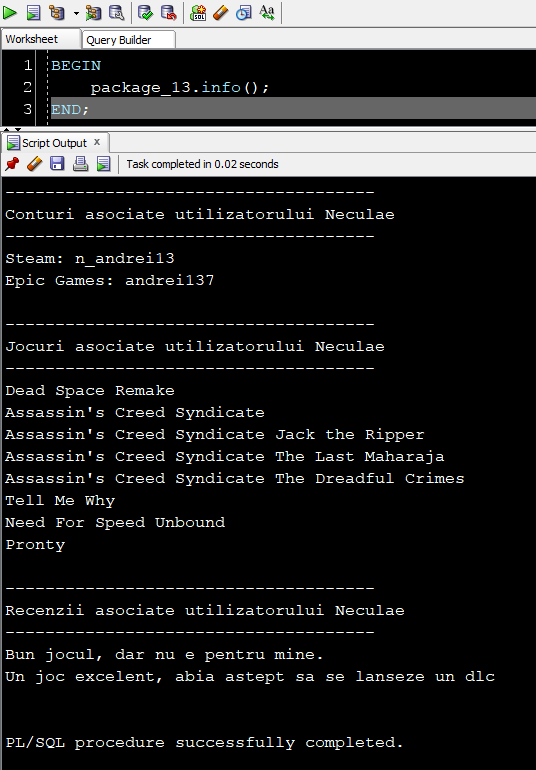 Worksheet Query Builder
1 BEGIN
2 package_13.info();
3 END;
Script Output x
Task completed in 0.02 seconds
-------------------------------------
Conturi asociate utilizatorului Neculae
-------------------------------------
Steam: n_andrei13
Epic Games: andrei137
-------------------------------------
Jocuri asociate utilizatorului Neculae
-------------------------------------
Dead Space Remake
Assassin's Creed Syndicate
Assassin's Creed Syndicate Jack the Ripper
Assassin's Creed Syndicate The Last Maharaja
Assassin's Creed Syndicate The Dreadful Crimes
Tell Me Why
Need For Speed Unbound
Pronty
-------------------------------------
Recenzii asociate utilizatorului Neculae
-------------------------------------
Bun jocul, dar nu e pentru mine.
Un joc excelent, abia astept sa se lanseze un dlc
PL/SQL procedure successfully completed.